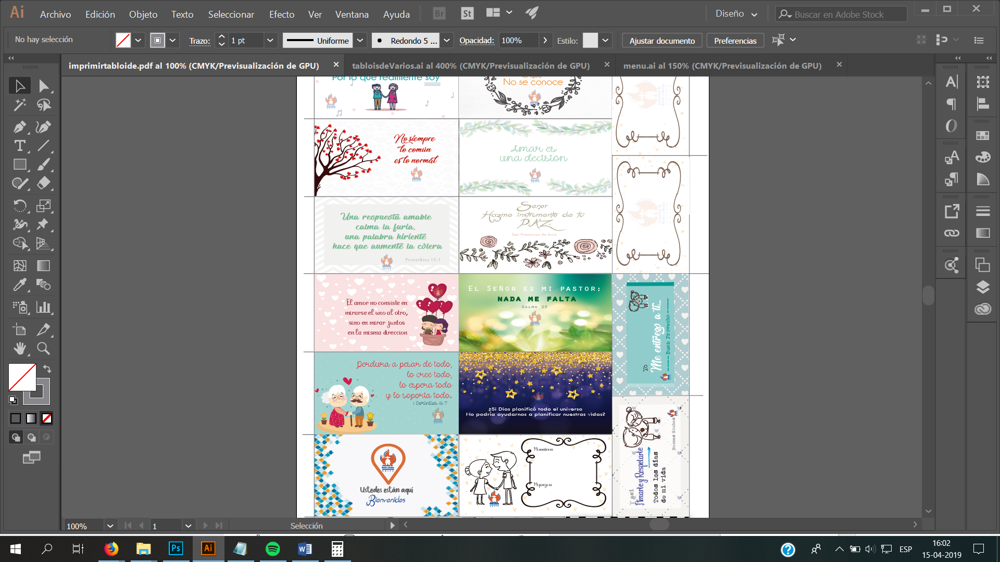 Ai
Archivo
Edición
Objeto
Texto
Seleccionar
Efecto
Ver
Ventana
Ayuda
Br
St
Diseño
Buscar en Adobe Stock
No hay selección
Trazo:
1 pt
Uniforme
Redondo 5 ...
Opacidad:
100%
Estilo:
Ajustar documento
Preferencias
imprimirtabloide.pdf al 100% (CMYK/Previsualización de GPU)
tabloisdeVarios.ai al 400% (CMYK/Previsualización de GPU)
menu.ai al 150% (CMYK/Previsualización de GPU)
Por lo que realmente soy
lo que
No se conoce
No siempre
lo común
es lo normal
Amar es
una decisión
Una respuesta amable
calma la furia,
una palabra hiriente
hace que aumente la cólera
Proverbios 15-1
Señor
Hazme instrumento de tu
PAZ.
San Francisco de Asis
El amor no consiste en
mirarse el uno al otro,
sino en mirar juntos
en la misma direccion
El Señor es mi pastor;
NADA ME FALTA
Salmo 23
Yo
Me entrego a ti...
Buen Provecho
Perdura a pesar de todo,
lo cree todo,
lo espera todo
y lo soporta todo.
1 Corintios 13-7
¿Si Dios planificó todo el universo
No podría ayudarnos a planificar nuestras vidas?
Ustedes están aquí
Bienvenidos
Mi nombre es
Mi pareja es
Y asi
Amarte y Respetarte
Todos los días
de mi vida
Buenas Noches
100%
1
Selección
Ps
Ai
ESP
16:02
15-04-2019